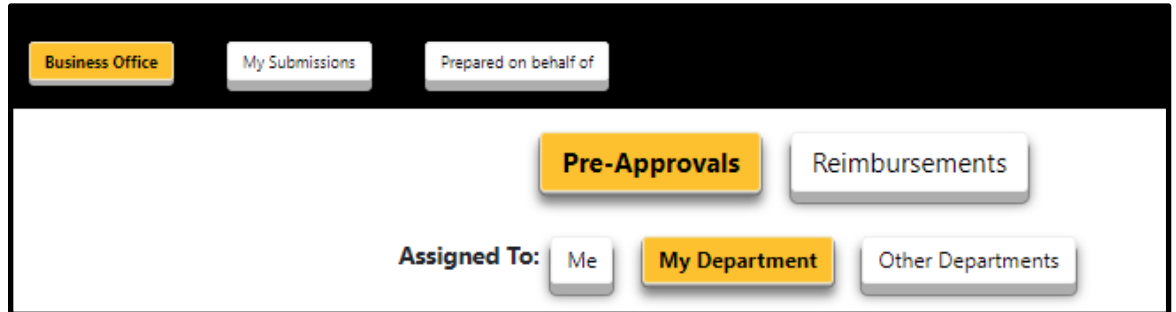 Business Office My Submissions Prepared on behalf of
Pre-Approvals Reimbursements
Assigned To: Me My Department Other Departments